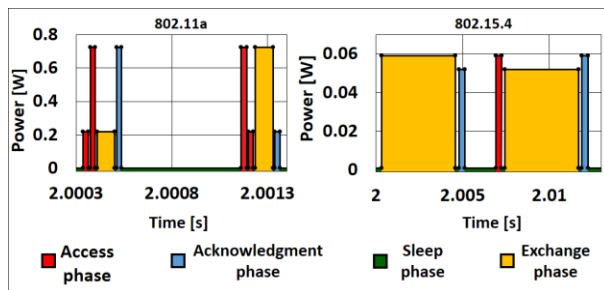 802.11a
802.15.4
Power [W]
0.8
0.6
0.4
0.2
0
2.0003
2.0008
2.0013
Time [s]
Power [W]
0.06
0.04
0.02
0
2
2.005
2.01
Time [s]
Access
phase
Acknowledgment
phase
Sleep
phase
Exchange
phase